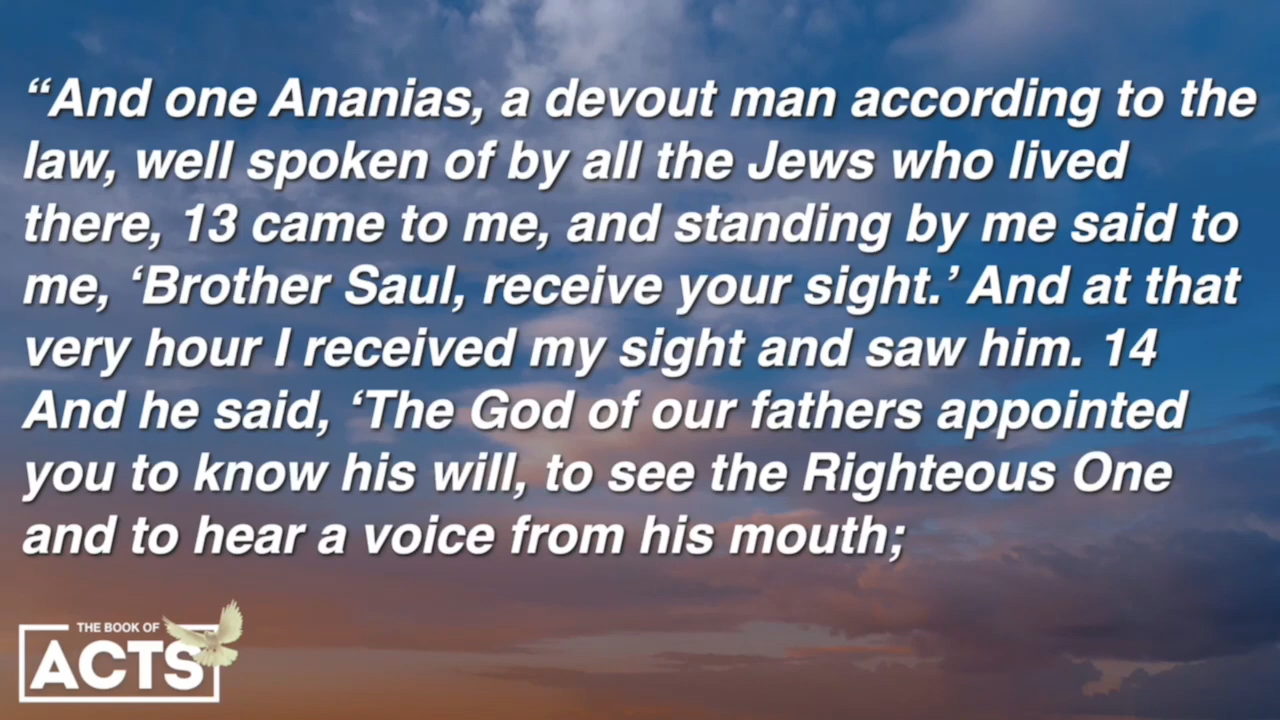 “And one Ananias, a devout man according to the
law, well spoken of by all the Jews who lived
there, 13 came to me, and standing by me said to
me, ‘Brother Saul, receive your sight.’ And at that
very hour I received my sight and saw him. 14
And he said, ‘The God of our fathers appointed
you to know his will, to see the Righteous One
and to hear a voice from his mouth;
THE BOOK OF
ACTS